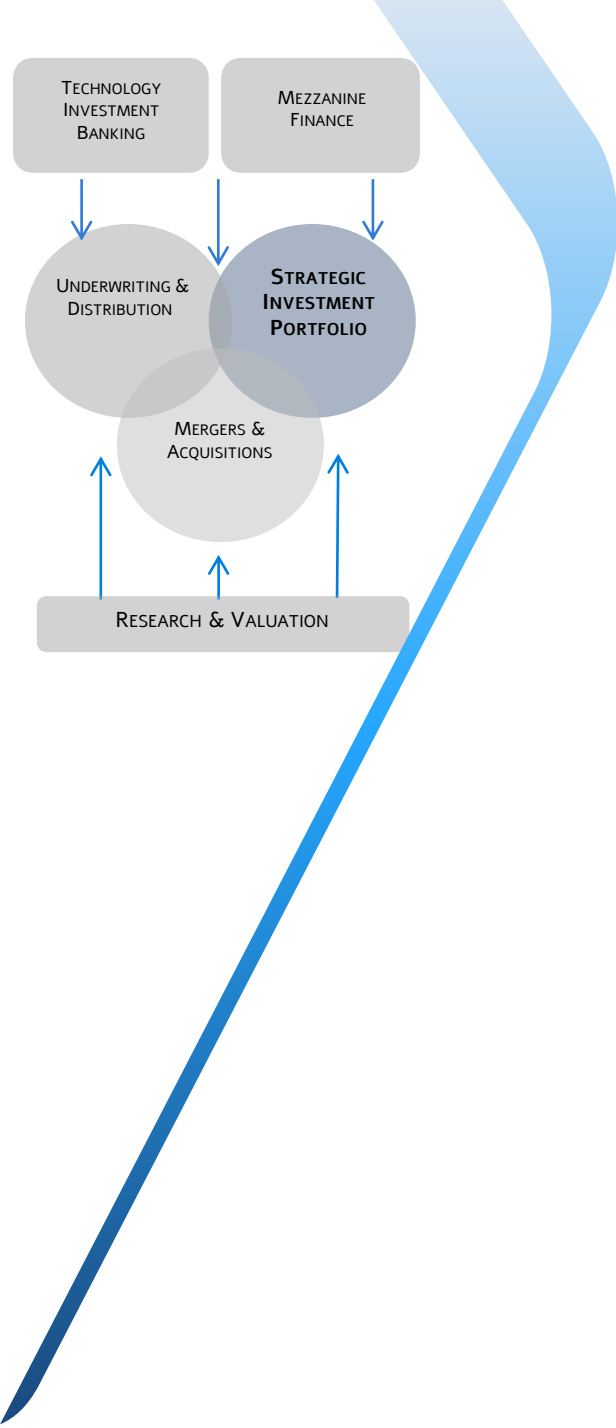 Technology
Investment
Banking
Mezzanine
Finance
Underwriting &
Distribution
Strategic
Investment
Portfolio
Mergers &
Acquisitions
Research & Valuation